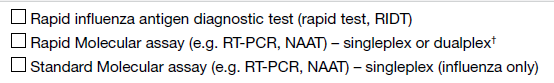 ☐ Rapid influenza antigen diagnostic test (rapid test, RIDT)
☐ Rapid Molecular assay (e.g. RT-PCR, NAAT) – singleplex or dualplex†
☐ Standard Molecular assay (e.g. RT-PCR, NAAT) – singleplex (influenza only)